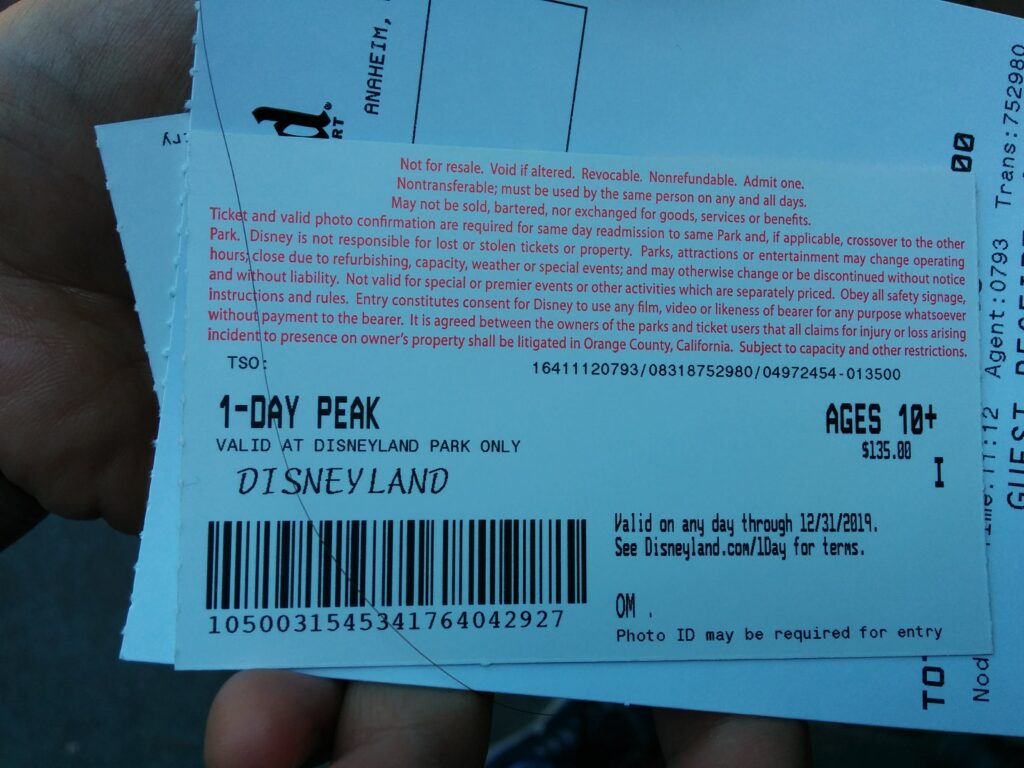 ANAHEIM,
RT
Not for resale. Void if altered. Revocable. Nonrefundable. Admit one.
Nontransferable; must be used by the same person on any and all days.
May not be sold, bartered, nor exchanged for goods, services or benefits.
Ticket and valid photo confirmation are required for same day readmission to same Park and, if applicable, crossover to the other
Park. Disney is not responsible for lost or stolen tickets or property. Parks, attractions or entertainment may change operating
hours; close due to refurbishing, capacity, weather or special events; and may otherwise change or be discontinued without notice
and without liability. Not valid for special or premier events or other activities which are separately priced. Obey all safety signage,
instructions and rules. Entry constitutes consent for Disney to use any film, video or likeness of bearer for any purpose whatsoever
without payment to the bearer. It is agreed between the owners of the parks and ticket users that all claims for injury or loss arising
incident to presence on owner's property shall be litigated in Orange County, California. Subject to capacity and other restrictions.
TSO: 16411120793/08318752980/04972454-013500
1-DAY PEAK AGES 10+
VALID AT DISNEYLAND PARK ONLY $135.00
DISNEYLAND I
Valid on any day through 12/31/2019.
See Disneyland.com/1Day for terms.
OM .
1050031545341764042927 Photo ID may be required for entry
00
TOT
Nod Time:11:12 Agent:0793 Trans:752980
GUEST RECEIPT